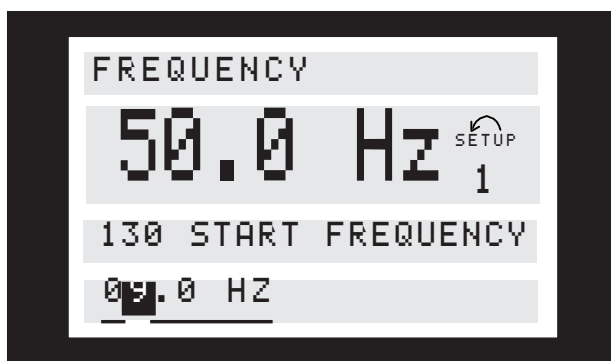 FREQUENCY
50.0 Hz SETUP
1
130 START FREQUENCY
09.0 HZ